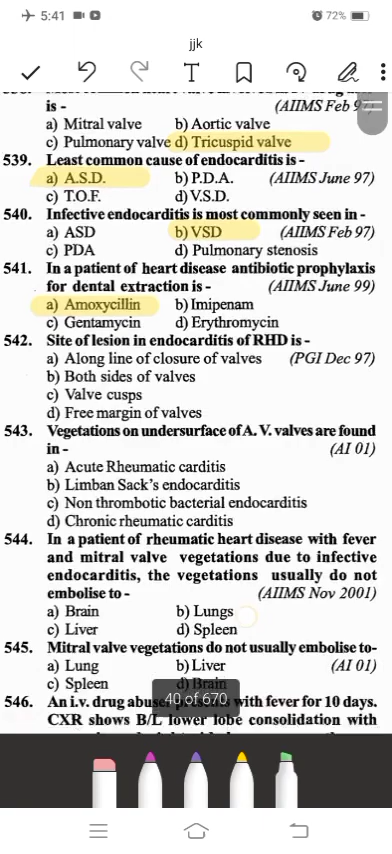 5:41 72%
jjk
T
is - (AIIMS Feb 97)
a) Mitral valve b) Aortic valve
c) Pulmonary valve d) Tricuspid valve
539. Least common cause of endocarditis is -
a) A.S.D. b) P.D.A. (AIIMS June 97)
c) T.O.F. d) V.S.D.
540. Infective endocarditis is most commonly seen in -
a) ASD b) VSD (AIIMS Feb 97)
c) PDA d) Pulmonary stenosis
541. In a patient of heart disease antibiotic prophylaxis
for dental extraction is - (AIIMS June 99)
a) Amoxycillin b) Imipenam
c) Gentamycin d) Erythromycin
542. Site of lesion in endocarditis of RHD is -
a) Along line of closure of valves (PGI Dec 97)
b) Both sides of valves
c) Valve cusps
d) Free margin of valves
543. Vegetations on undersurface of A. V. valves are found
in - (AI 01)
a) Acute Rheumatic carditis
b) Limban Sack's endocarditis
c) Non thrombotic bacterial endocarditis
d) Chronic rheumatic carditis
544. In a patient of rheumatic heart disease with fever
and mitral valve vegetations due to infective
endocarditis, the vegetations usually do not
embolise to - (AIIMS Nov 2001)
a) Brain b) Lungs
c) Liver d) Spleen
545. Mitral valve vegetations do not usually embolise to-
a) Lung b) Liver (AI 01)
c) Spleen d) Brain
40 of 670
546. An i.v. drug abuser with fever for 10 days.
CXR shows B/L lower lobe consolidation with